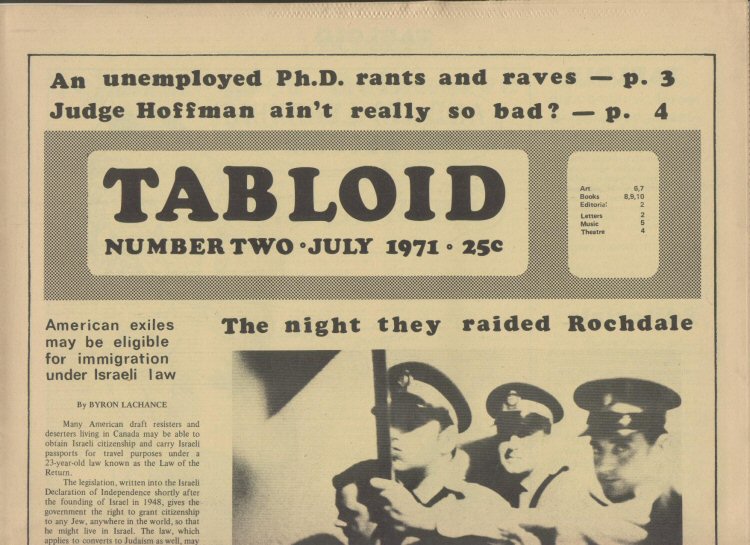 An unemployed Ph.D. rants and raves — p. 3
Judge Hoffman ain't really so bad? — p. 4
TABLOID
NUMBER TWO · JULY 1971 · 25¢
Art 6,7
Books 8,9,10
Editorial 2
Letters 2
Music 5
Theatre 4
American exiles
may be eligible
for immigration
under Israeli law
By BYRON LACHANCE
Many American draft resisters and
deserters living in Canada may be able to
obtain Israeli citizenship and carry Israeli
passports for travel purposes under a
23-year-old law known as the Law of the
Return.
The legislation, written into the Israeli
Declaration of Independence shortly after
the founding of Israel in 1948, gives the
government the right to grant citizenship
to any Jew, anywhere in the world, so that
he might live in Israel. The law, which
applies to converts to Judaism as well, may
The night they raided Rochdale